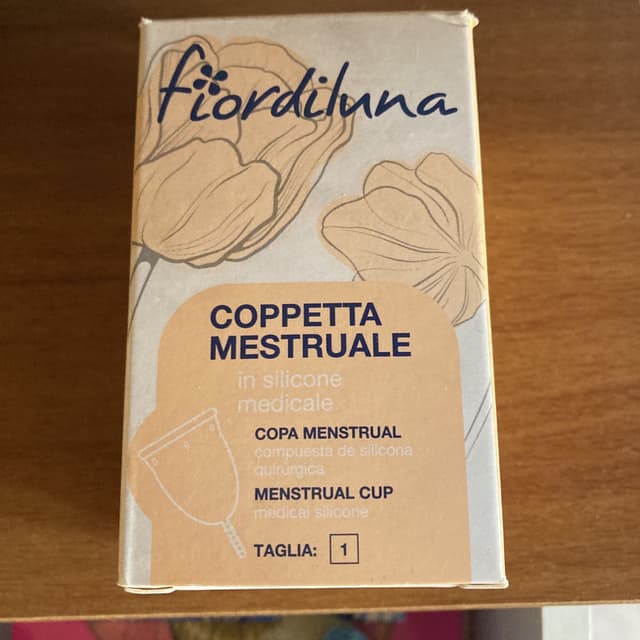 fiordiluna
COPPETTA
MESTRUALE
in silicone
medicale
COPA MENSTRUAL
compuesta de silicona
quirúrgica
MENSTRUAL CUP
medical silicone
TAGLIA: 1